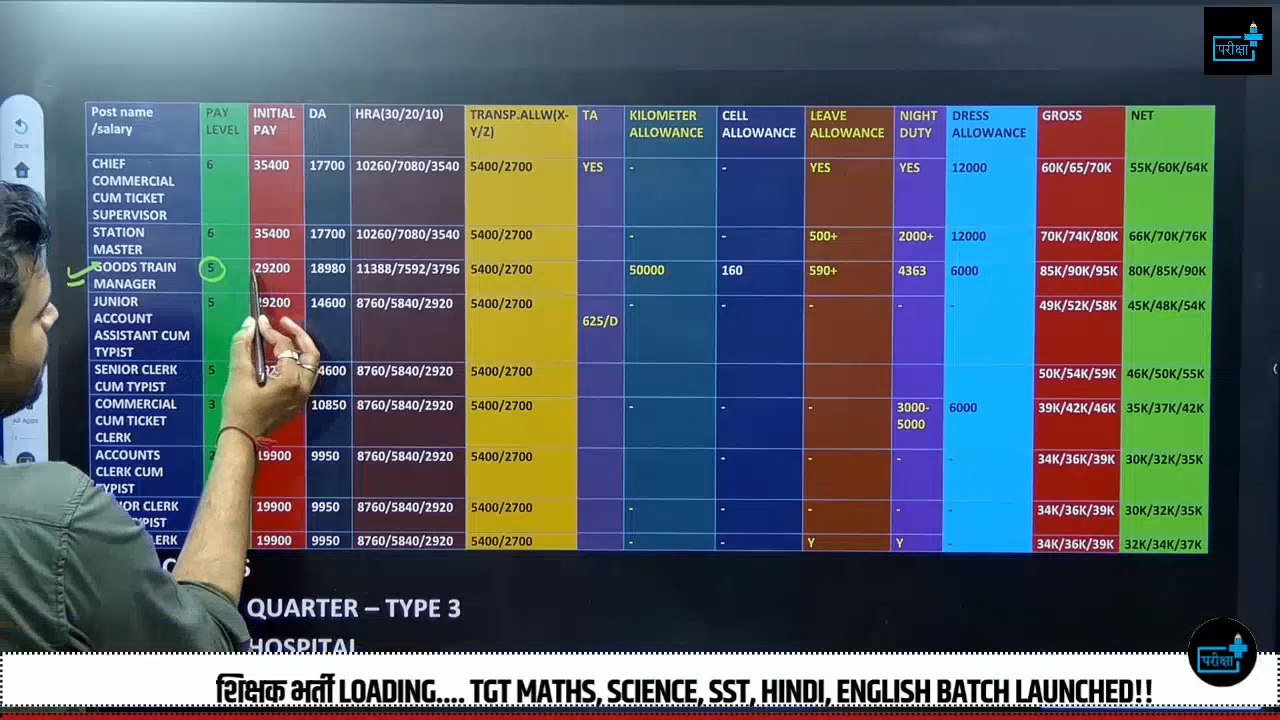 परीक्षा
Post name /salary PAY LEVEL INITIAL PAY DA HRA(30/20/10) TRANSP.ALLW(X-Y/Z) TA KILOMETER ALLOWANCE CELL ALLOWANCE LEAVE ALLOWANCE NIGHT DUTY DRESS ALLOWANCE GROSS NET
CHIEF COMMERCIAL CUM TICKET SUPERVISOR 6 35400 17700 10260/7080/3540 5400/2700 YES - - YES YES 12000 60K/65/70K 55K/60K/64K
STATION MASTER 6 35400 17700 10260/7080/3540 5400/2700 - - 500+ 2000+ 12000 70K/74K/80K 66K/70K/76K
GOODS TRAIN MANAGER 5 29200 18980 11388/7592/3796 5400/2700 50000 160 590+ 4363 6000 85K/90K/95K 80K/85K/90K
JUNIOR ACCOUNT ASSISTANT CUM TYPIST 5 29200 14600 8760/5840/2920 5400/2700 625/D - - - - - 49K/52K/58K 45K/48K/54K
SENIOR CLERK CUM TYPIST 5 4600 8760/5840/2920 5400/2700 50K/54K/59K 46K/50K/55K
COMMERCIAL CUM TICKET CLERK 3 10850 8760/5840/2920 5400/2700 - - - 3000-5000 6000 39K/42K/46K 35K/37K/42K
ACCOUNTS CLERK CUM TYPIST 19900 9950 8760/5840/2920 5400/2700 - - - - 34K/36K/39K 30K/32K/35K
CLERK 19900 9950 8760/5840/2920 5400/2700 - - - - - 34K/36K/39K 30K/32K/35K
19900 9950 8760/5840/2920 5400/2700 - - Y Y - 34K/36K/39K 32K/34K/37K
QUARTER – TYPE 3
HOSPITAL
परीक्षा
शिक्षक भर्ती LOADING.... TGT MATHS, SCIENCE, SST, HINDI, ENGLISH BATCH LAUNCHED!!